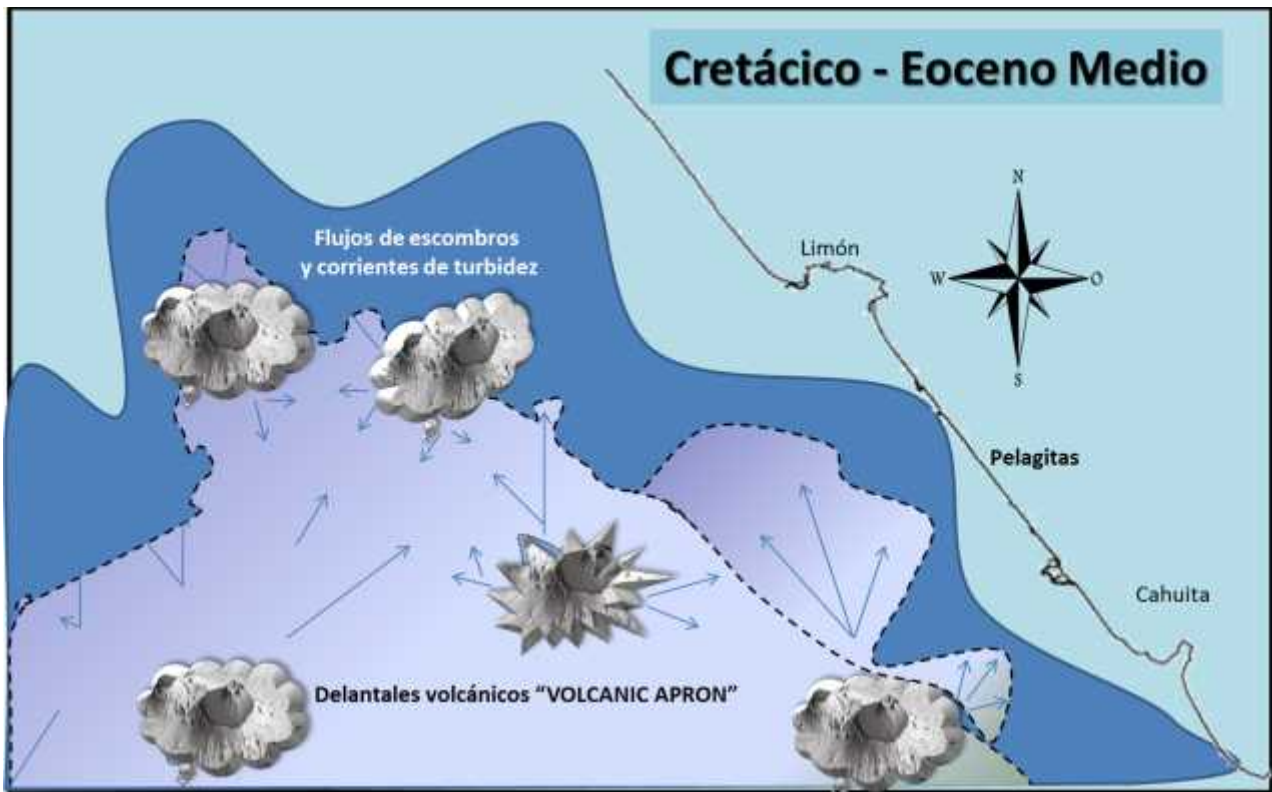 Cretácico - Eoceno Medio
N
Flujos de escombros
y corrientes de turbidez
Limón
W
O
S
Pelagitas
Cahuita
Delantales volcánicos “VOLCANIC APRON”